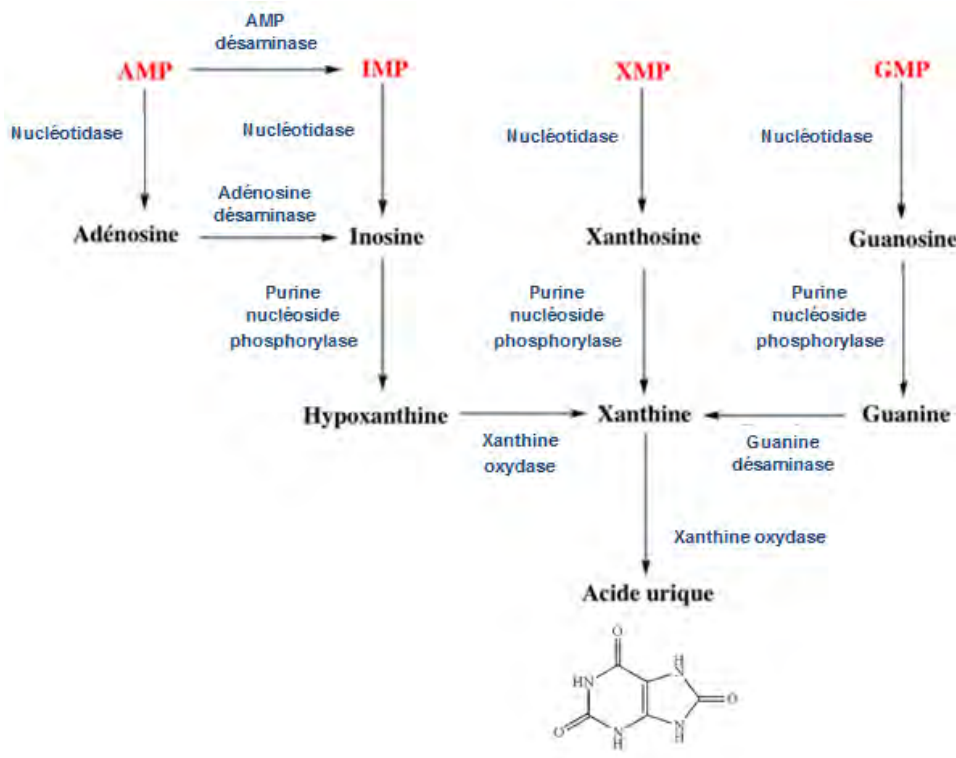 AMP
désaminase
AMP
IMP
XMP
GMP
Nucléotidase
Nucléotidase
Nucléotidase
Nucléotidase
Adénosine
désaminase
Adénosine
Inosine
Xanthosine
Guanosine
Purine
nucléoside
phosphorylase
Purine
nucléoside
phosphorylase
Purine
nucléoside
phosphorylase
Hypoxanthine
Xanthine
Guanine
Xanthine
oxydase
Guanine
désaminase
Xanthine oxydase
Acide urique
O
H
N
HN
O
O
N
H
N
H